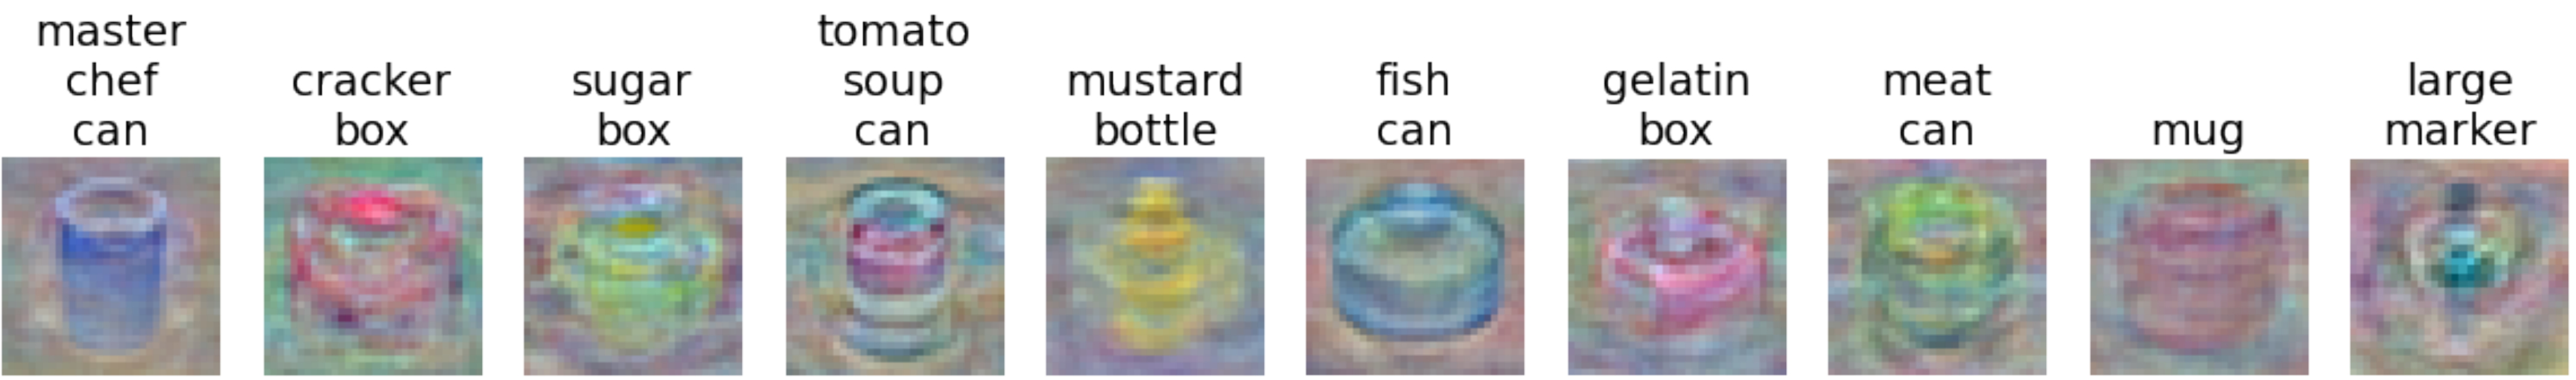 master
chef
can
cracker
box
sugar
box
tomato
soup
can
mustard
bottle
fish
can
gelatin
box
meat
can
mug
large
marker